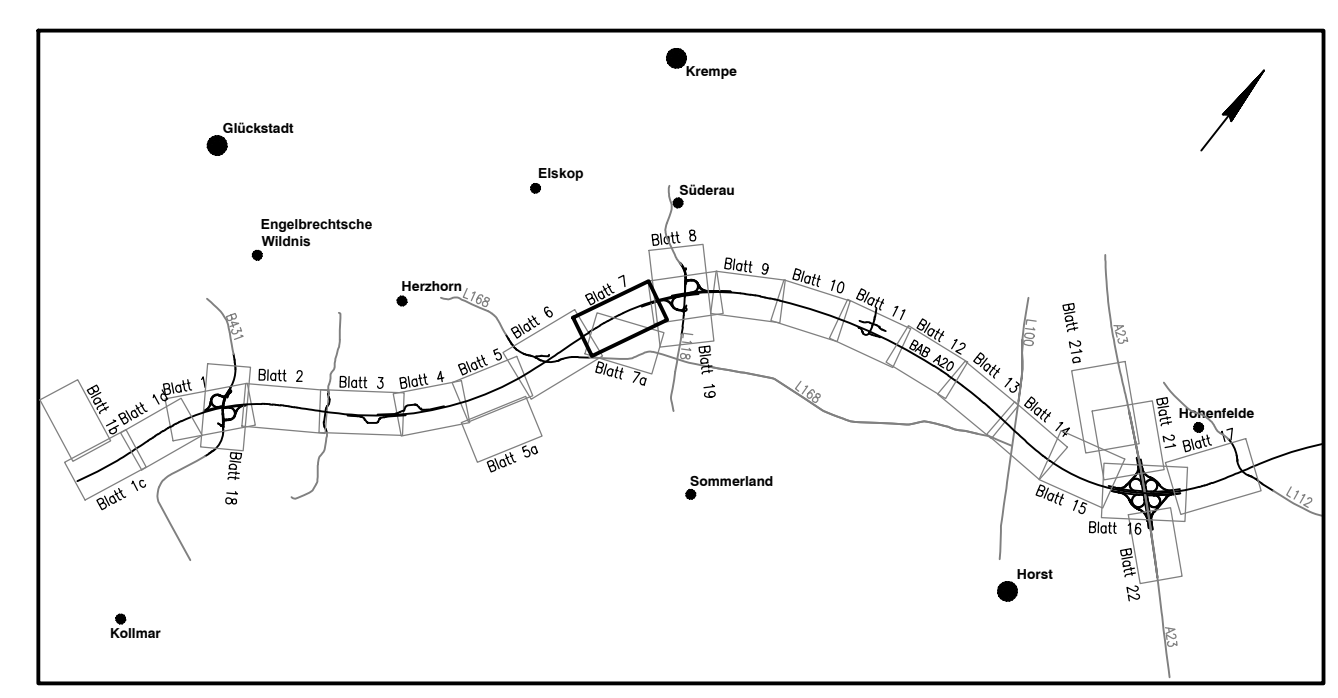 Krempe
Glückstadt
Elskop
Süderau
Engelbrechtsche
Wildnis
Blatt 8
Herzhorn
L168
Blatt 7
Blatt 9
Blatt 10
Blatt 11
Blatt 12
BAB A20
Blatt 13
Blatt 14
L100
Blatt 21a
A23
B431
Blatt 6
Blatt 5
Blatt 4
Blatt 3
Blatt 2
Blatt 1
Blatt 1d
Blatt 1b
Blatt 1c
Blatt 18
Blatt 5a
Blatt 7a
L118
Blatt 19
L168
Blatt 21
Hohenfelde
Blatt 17
L112
Sommerland
Blatt 15
Blatt 16
Blatt 22
Horst
Kollmar
A23